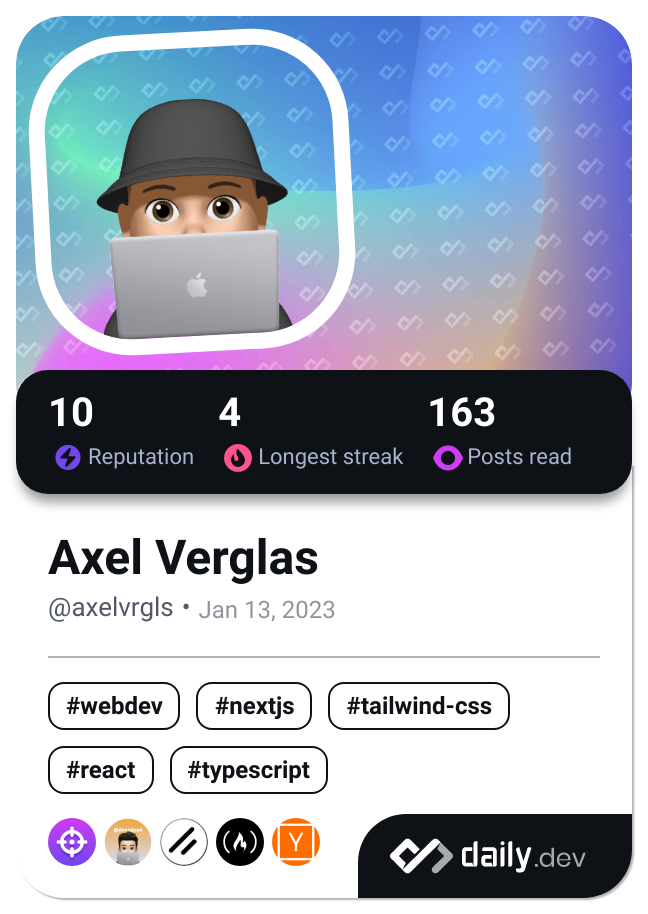 10 4 163
Reputation Longest streak Posts read
Axel Verglas
@axelvrgls • Jan 13, 2023
#webdev #nextjs #tailwind-css
#react #typescript
Y
daily.dev